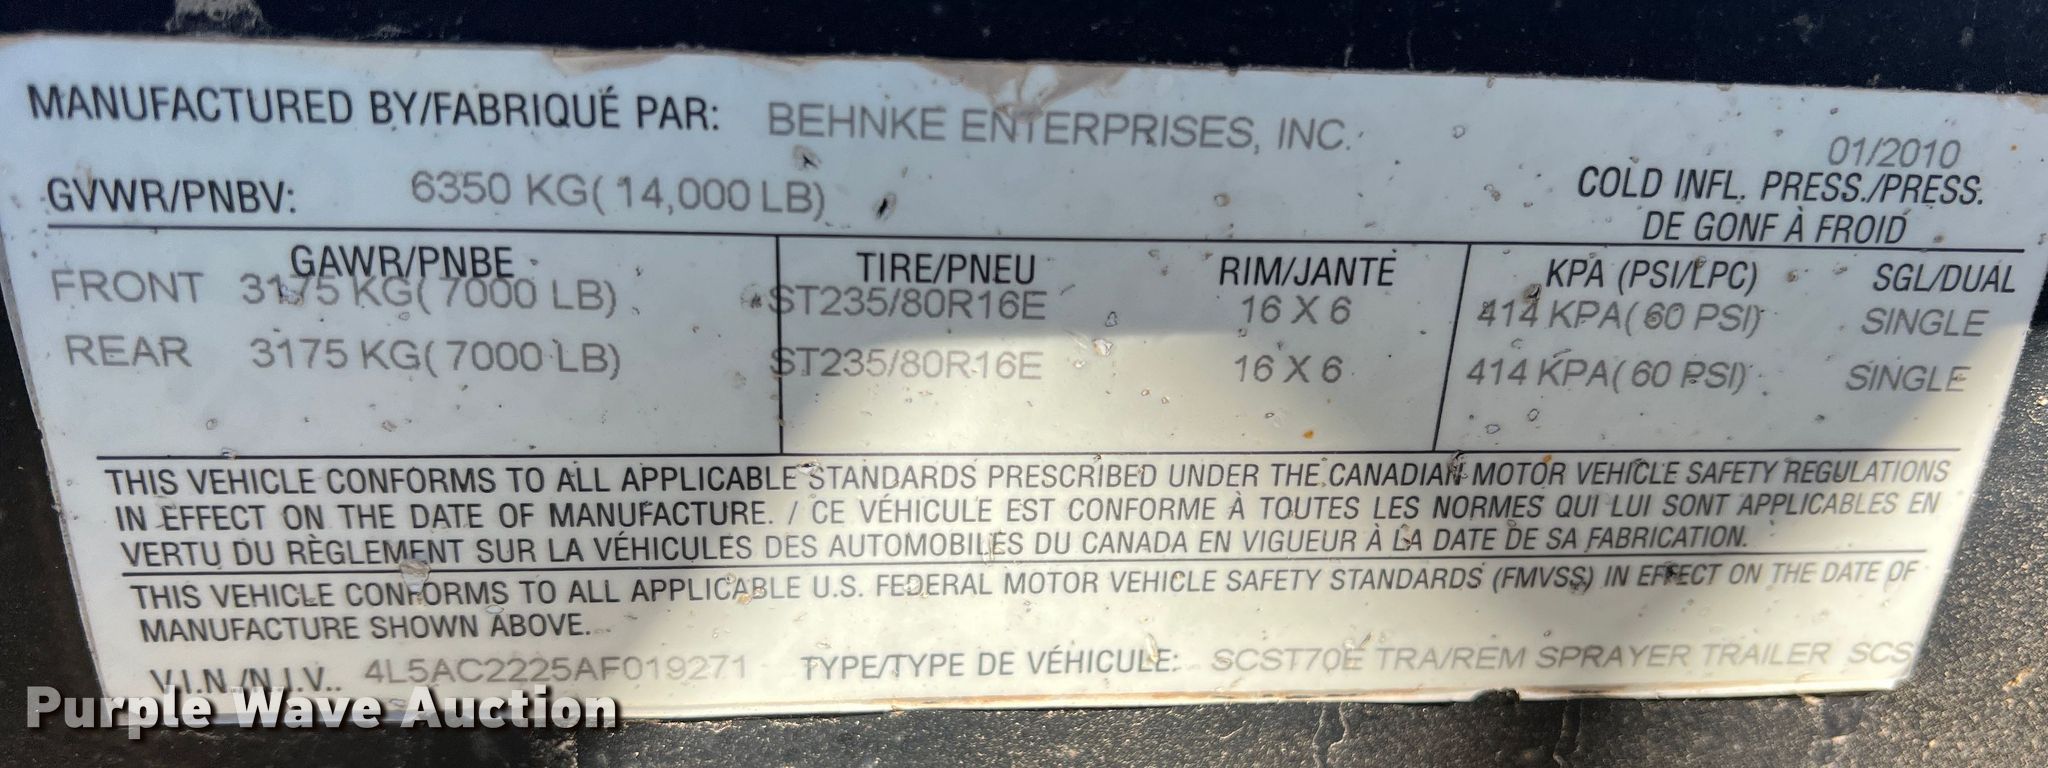 MANUFACTURED BY/FABRIQUÉ PAR: BEHNKE ENTERPRISES, INC.
01/2010
GVWR/PNBV: 6350 KG( 14,000 LB)
COLD INFL. PRESS./PRESS.
DE GONF À FROID
GAWR/PNBE TIRE/PNEU RIM/JANTE KPA (PSI/LPC) SGL/DUAL
FRONT 3175 KG( 7000 LB) ST235/80R16E 16 X 6 414 KPA( 60 PSI) SINGLE
REAR 3175 KG( 7000 LB) ST235/80R16E 16 X 6 414 KPA( 60 PSI) SINGLE
THIS VEHICLE CONFORMS TO ALL APPLICABLE STANDARDS PRESCRIBED UNDER THE CANADIAN MOTOR VEHICLE SAFETY REGULATIONS
IN EFFECT ON THE DATE OF MANUFACTURE. / CE VÉHICULE EST CONFORME À TOUTES LES NORMES QUI LUI SONT APPLICABLES EN
VERTU DU RÈGLEMENT SUR LA VÉHICULES DES AUTOMOBILES DU CANADA EN VIGUEUR À LA DATE DE SA FABRICATION.
THIS VEHICLE CONFORMS TO ALL APPLICABLE U.S. FEDERAL MOTOR VEHICLE SAFETY STANDARDS (FMVSS) IN EFFECT ON THE DATE OF
MANUFACTURE SHOWN ABOVE.
V.I.N./N.I.V.. 4L5AC2225AF019271 TYPE/TYPE DE VÉHICULE: SCST70E TRA/REM SPRAYER TRAILER SCS
Purple Wave Auction